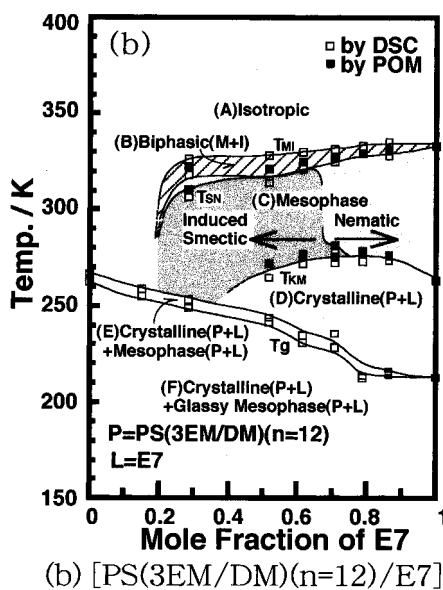 (b)
□ by DSC
■ by POM
350
(A)Isotropic
(B)Biphasic(M+I)
TMI
TSN
(C)Mesophase
Induced
Smectic
Nematic
300
TKM
(D)Crystalline(P+L)
250
(E)Crystalline(P+L)
+Mesophase(P+L)
Tg
200
(F)Crystalline(P+L)
+Glassy Mesophase(P+L)
P=PS(3EM/DM)(n=12)
L=E7
150
Temp. / K
0 0.2 0.4 0.6 0.8 1
Mole Fraction of E7
(b) [PS(3EM/DM)(n=12)/E7]